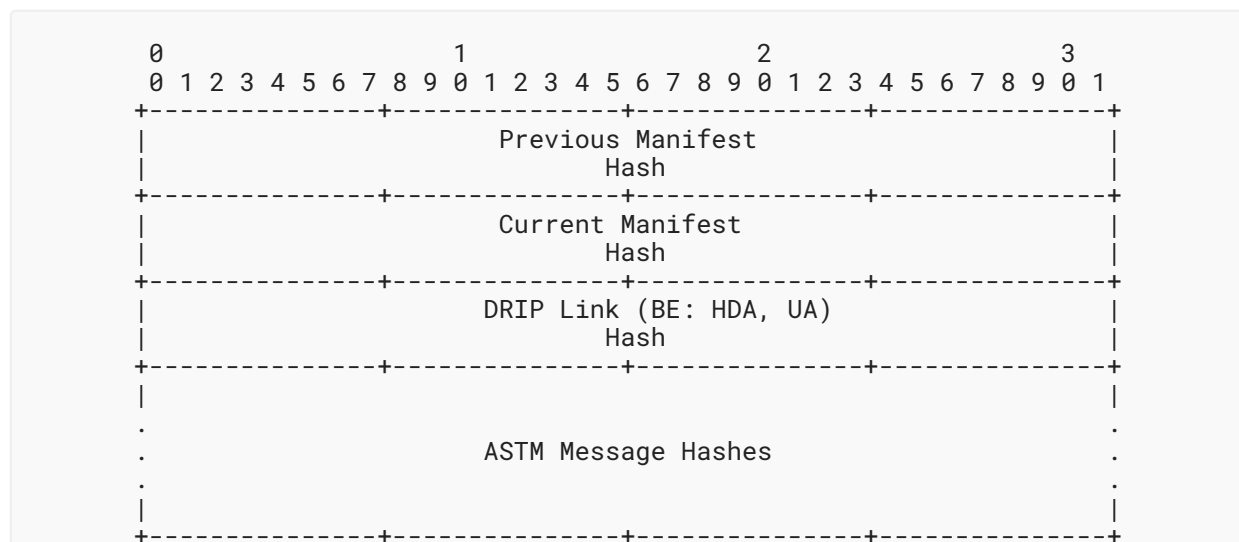 0                   1                   2                   3
 0 1 2 3 4 5 6 7 8 9 0 1 2 3 4 5 6 7 8 9 0 1 2 3 4 5 6 7 8 9 0 1
+---------------+---------------+---------------+---------------+
|                       Previous Manifest                       |
|                              Hash                             |
+---------------+---------------+---------------+---------------+
|                       Current Manifest                        |
|                              Hash                             |
+---------------+---------------+---------------+---------------+
|                      DRIP Link (BE: HDA, UA)                  |
|                              Hash                             |
+---------------+---------------+---------------+---------------+
|                                                               |
.                                                               .
.                      ASTM Message Hashes                      .
.                                                               .
|                                                               |
+---------------+---------------+---------------+---------------+